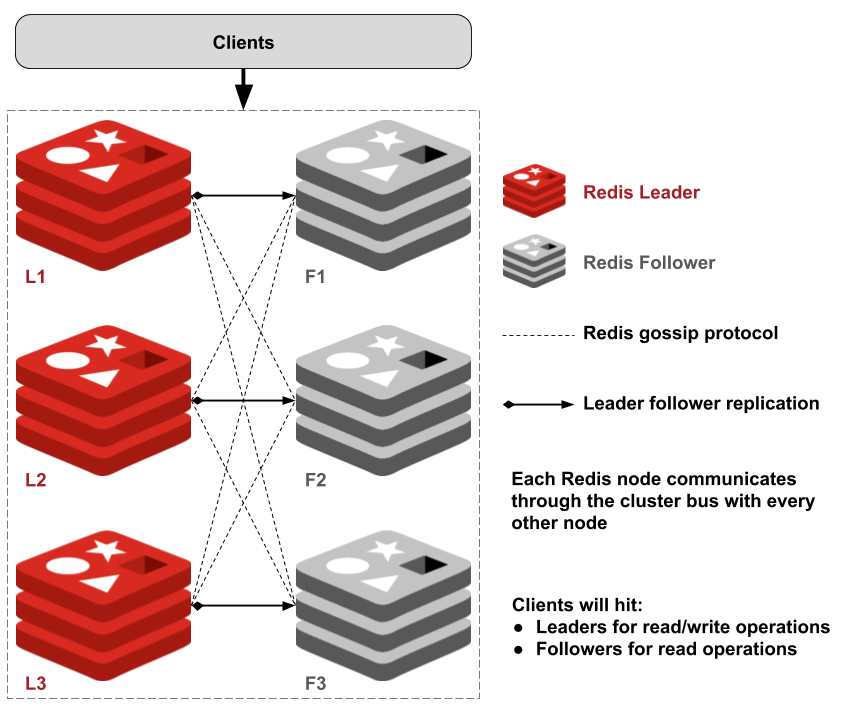 Clients
L1
F1
L2
F2
L3
F3
Redis Leader
Redis Follower
Redis gossip protocol
Leader follower replication
Each Redis node communicates
through the cluster bus with every
other node
Clients will hit:
● Leaders for read/write operations
● Followers for read operations